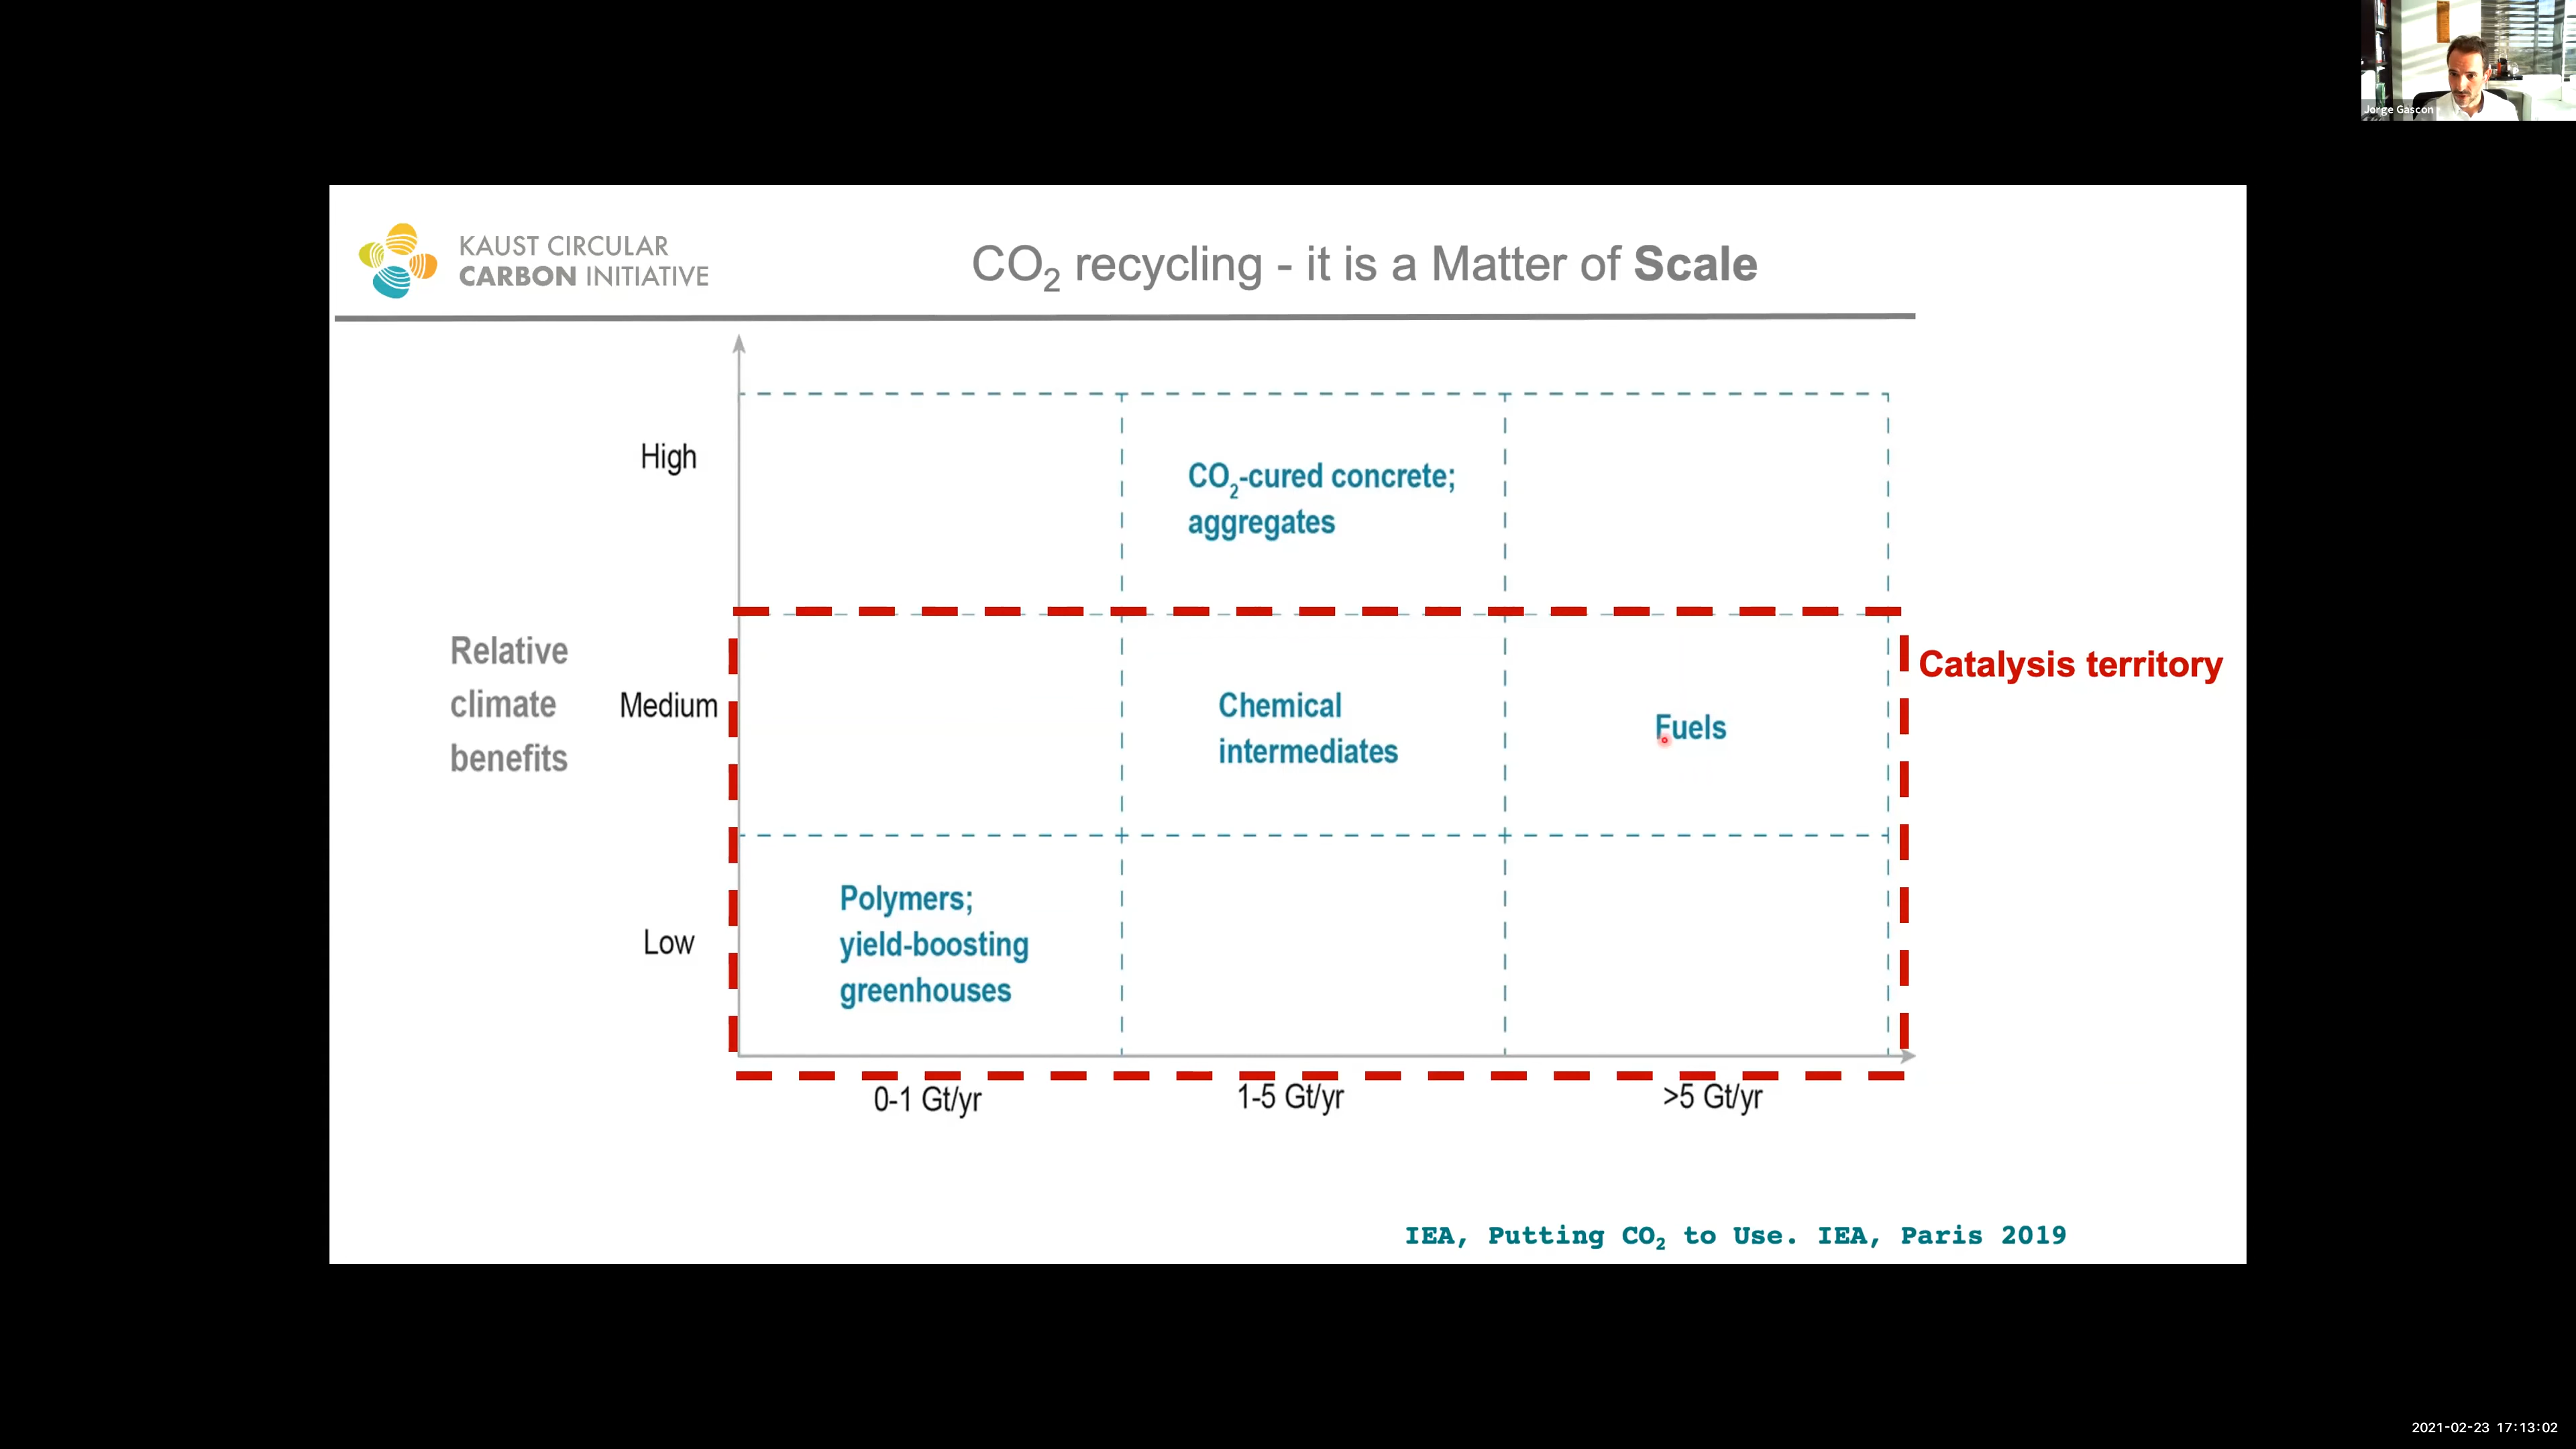 Jorge Gascon
KAUST CIRCULAR
CARBON INITIATIVE
CO₂ recycling - it is a Matter of Scale
High
CO₂-cured concrete;
aggregates
Relative
climate
benefits
Medium
Chemical
intermediates
Fuels
Catalysis territory
Low
Polymers;
yield-boosting
greenhouses
0-1 Gt/yr
1-5 Gt/yr
>5 Gt/yr
IEA, Putting CO₂ to Use. IEA, Paris 2019
2021-02-23 17:13:02